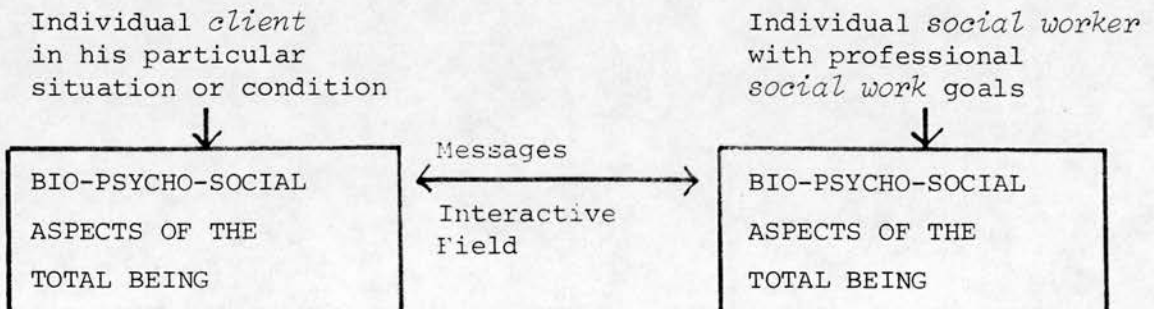 Individual client
in his particular
situation or condition
Individual social worker
with professional
social work goals
BIO-PSYCHO-SOCIAL
ASPECTS OF THE
TOTAL BEING
Messages
Interactive
Field
BIO-PSYCHO-SOCIAL
ASPECTS OF THE
TOTAL BEING